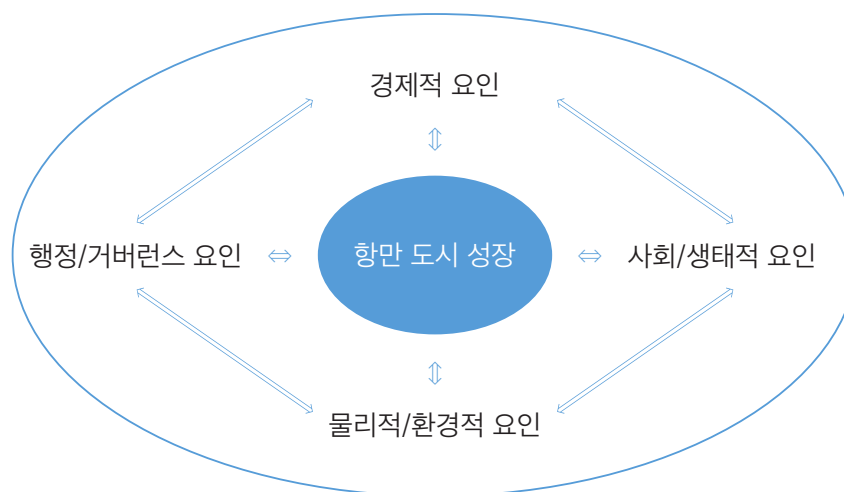 경제적 요인
행정/거버런스 요인
항만 도시 성장
사회/생태적 요인
물리적/환경적 요인